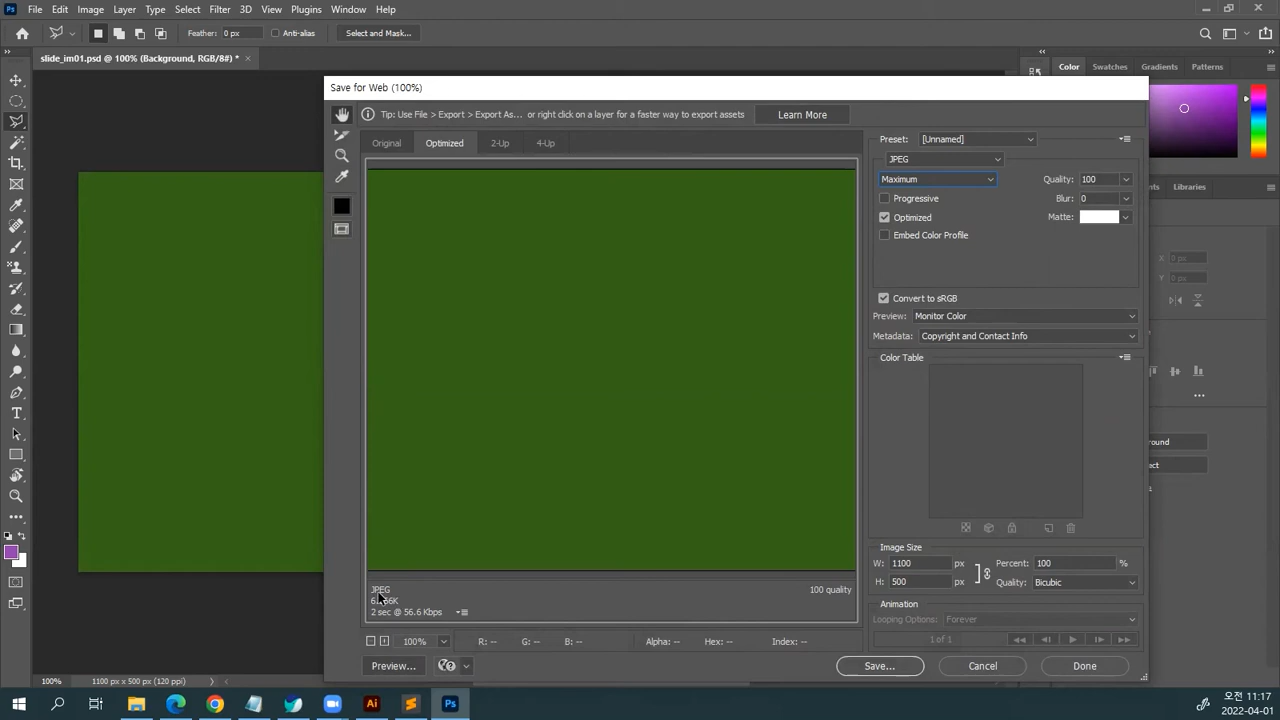 Ps File Edit Image Layer Type Select Filter 3D View Plugins Window Help
Feather: 0 px Anti-alias Select and Mask...
slide_im01.psd @ 100% (Background, RGB/8#) * ×
Color Swatches Gradients Patterns
Save for Web (100%)
Tip: Use File > Export > Export As... or right click on a layer for a faster way to export assets Learn More
Original Optimized 2-Up 4-Up
Preset: [Unnamed]
JPEG
Maximum Quality: 100
Progressive Blur: 0
Optimized Matte:
Embed Color Profile
Convert to sRGB
Preview: Monitor Color
Metadata: Copyright and Contact Info
Color Table
Libraries
X: 0 px
Y: 0 px
Image Size
W: 1100 px Percent: 100 %
H: 500 px Quality: Bicubic
Animation
Looping Options: Forever
1 of 1
JPEG 100 quality
2 sec @ 56.6 Kbps
100% R: -- G: -- B: -- Alpha: -- Hex: -- Index: --
Preview... Save... Cancel Done
100% 1100 px x 500 px (120 ppi)
Ai Ps
오전 11:17
2022-04-01